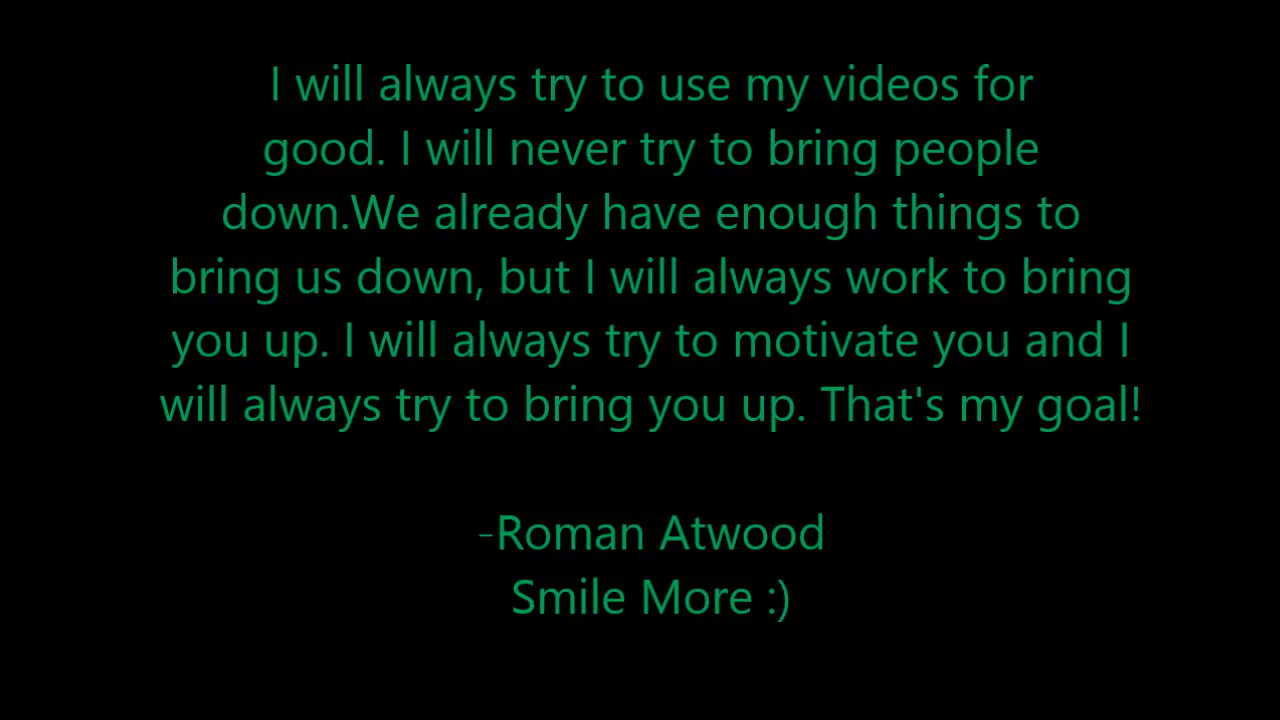 I will always try to use my videos for
good. I will never try to bring people
down.We already have enough things to
bring us down, but I will always work to bring
you up. I will always try to motivate you and I
will always try to bring you up. That's my goal!
-Roman Atwood
Smile More :)